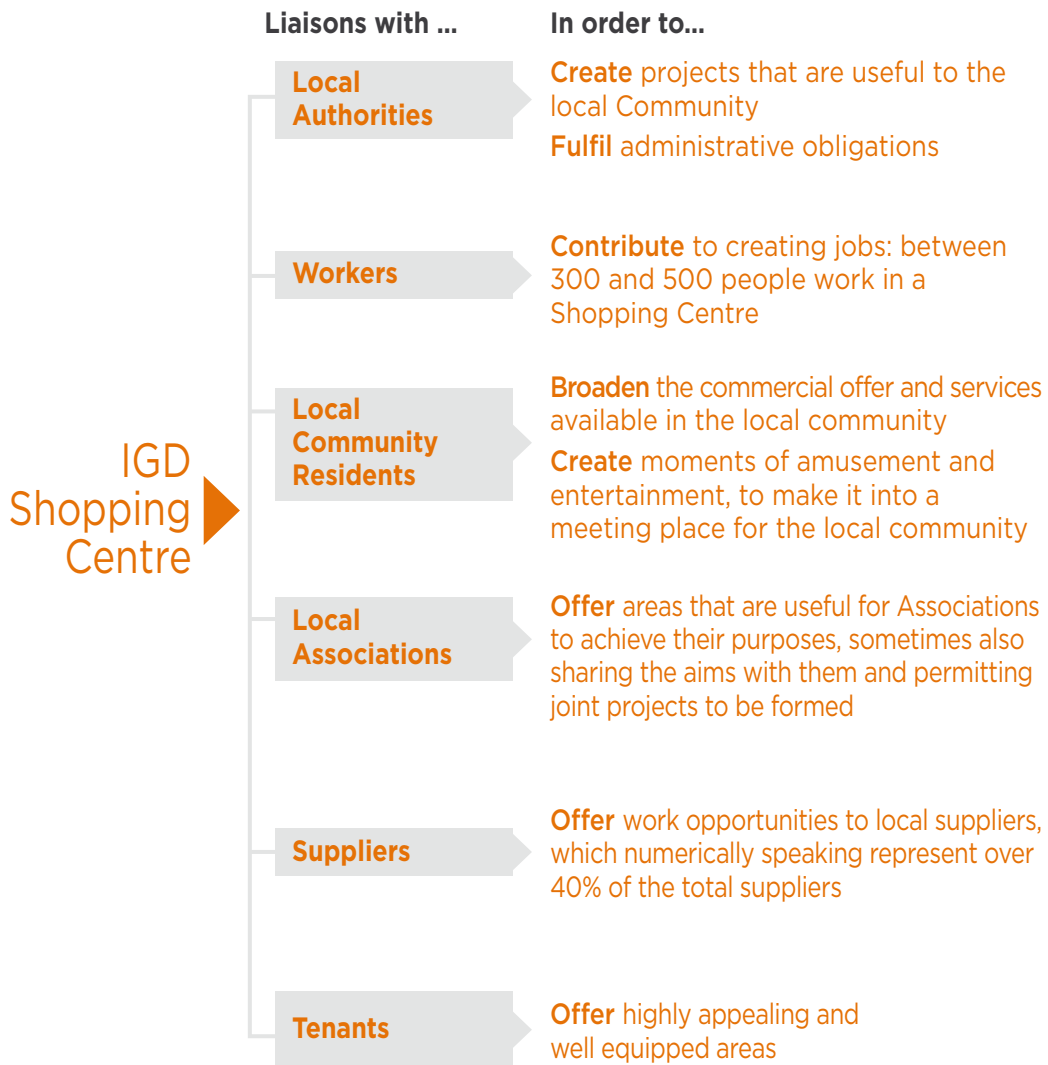 Liaisons with ...
In order to...
IGD
Shopping
Centre
Local
Authorities
Create projects that are useful to the
local Community
Fulfil administrative obligations
Workers
Contribute to creating jobs: between
300 and 500 people work in a
Shopping Centre
Local
Community
Residents
Broaden the commercial offer and services
available in the local community
Create moments of amusement and
entertainment, to make it into a
meeting place for the local community
Local
Associations
Offer areas that are useful for Associations
to achieve their purposes, sometimes also
sharing the aims with them and permitting
joint projects to be formed
Suppliers
Offer work opportunities to local suppliers,
which numerically speaking represent over
40% of the total suppliers
Tenants
Offer highly appealing and
well equipped areas